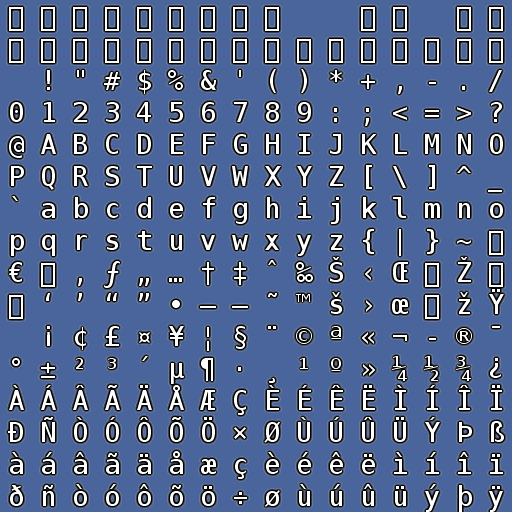 ! " # $ % & ' ( ) * + , - . /
0 1 2 3 4 5 6 7 8 9 : ; < = > ?
@ A B C D E F G H I J K L M N O
P Q R S T U V W X Y Z [ \ ] ^ _
` a b c d e f g h i j k l m n o
p q r s t u v w x y z { | } ~
€ ‚ ƒ „ … † ‡ ˆ ‰ Š ‹ Œ Ž
‘ ’ “ ” • – — ˜ ™ š › œ ž Ÿ
¡ ¢ £ ¤ ¥ ¦ § ¨ © ª « ¬ - ® ¯
° ± ² ³ ´ µ ¶ · ¸ ¹ º » ¼ ½ ¾ ¿
À Á Â Ã Ä Å Æ Ç È É Ê Ë Ì Í Î Ï
Ð Ñ Ò Ó Ô Õ Ö × Ø Ù Ú Û Ü Ý Þ ß
à á â ã ä å æ ç è é ê ë ì í î ï
ð ñ ò ó ô õ ö ÷ ø ù ú û ü ý þ ÿ